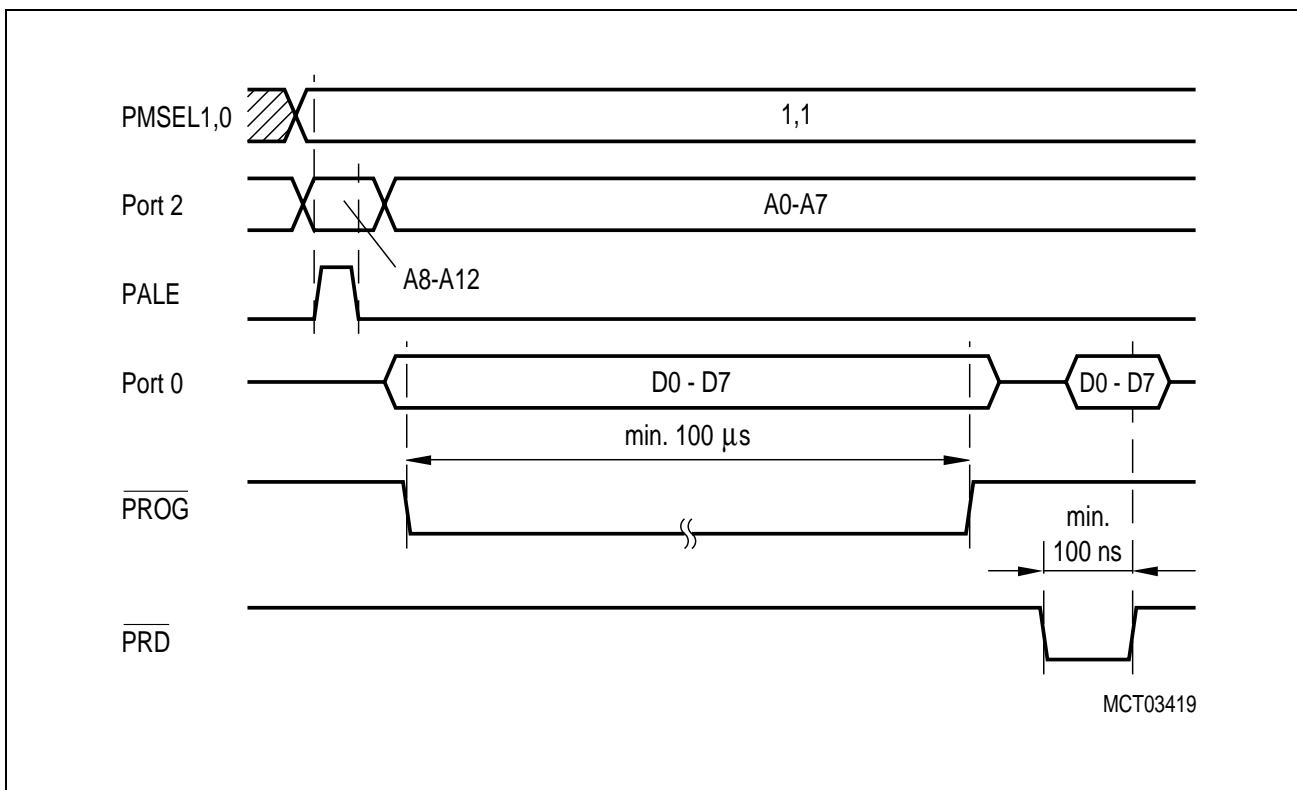 PMSEL1,0
1,1
Port 2
A0-A7
A8-A12
PALE
Port 0
D0 - D7
D0 - D7
min. 100 µs
PROG
min.
100 ns
PRD
MCT03419